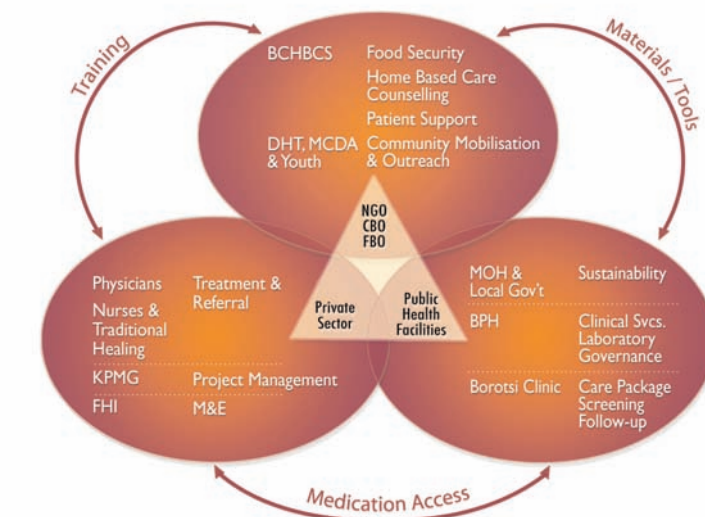 Training
Materials / Tools
BCHBCS
Food Security
Home Based Care
Counselling
Patient Support
DHT, MCDA
& Youth
Community Mobilisation
& Outreach
NGO
CBO
FBO
Private
Sector
Public
Health
Facilities
Physicians
Treatment &
Referral
Nurses &
Traditional
Healing
KPMG
Project Management
FHI
M&E
MOH &
Local Gov't
Sustainability
BPH
Clinical Svcs.
Laboratory
Governance
Borotsi Clinic
Care Package
Screening
Follow-up
Medication Access